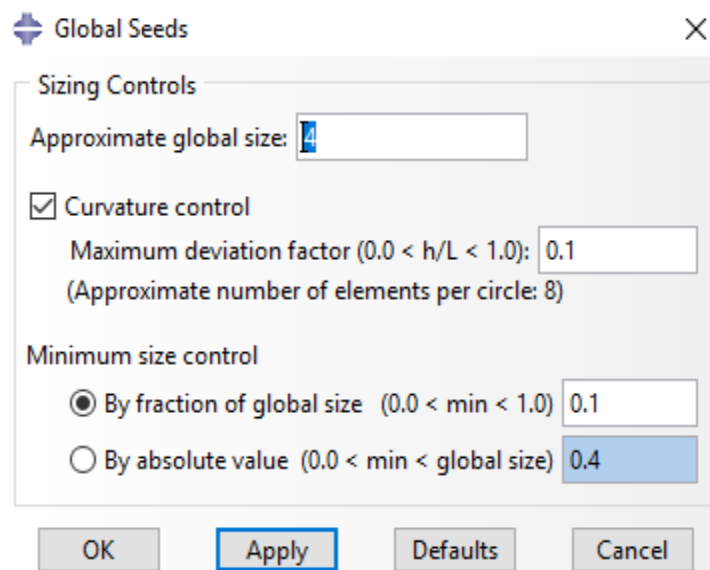 Global Seeds
Sizing Controls
Approximate global size: 4
Curvature control
Maximum deviation factor (0.0 < h/L < 1.0): 0.1
(Approximate number of elements per circle: 8)
Minimum size control
By fraction of global size (0.0 < min < 1.0) 0.1
By absolute value (0.0 < min < global size) 0.4
OK Apply Defaults Cancel